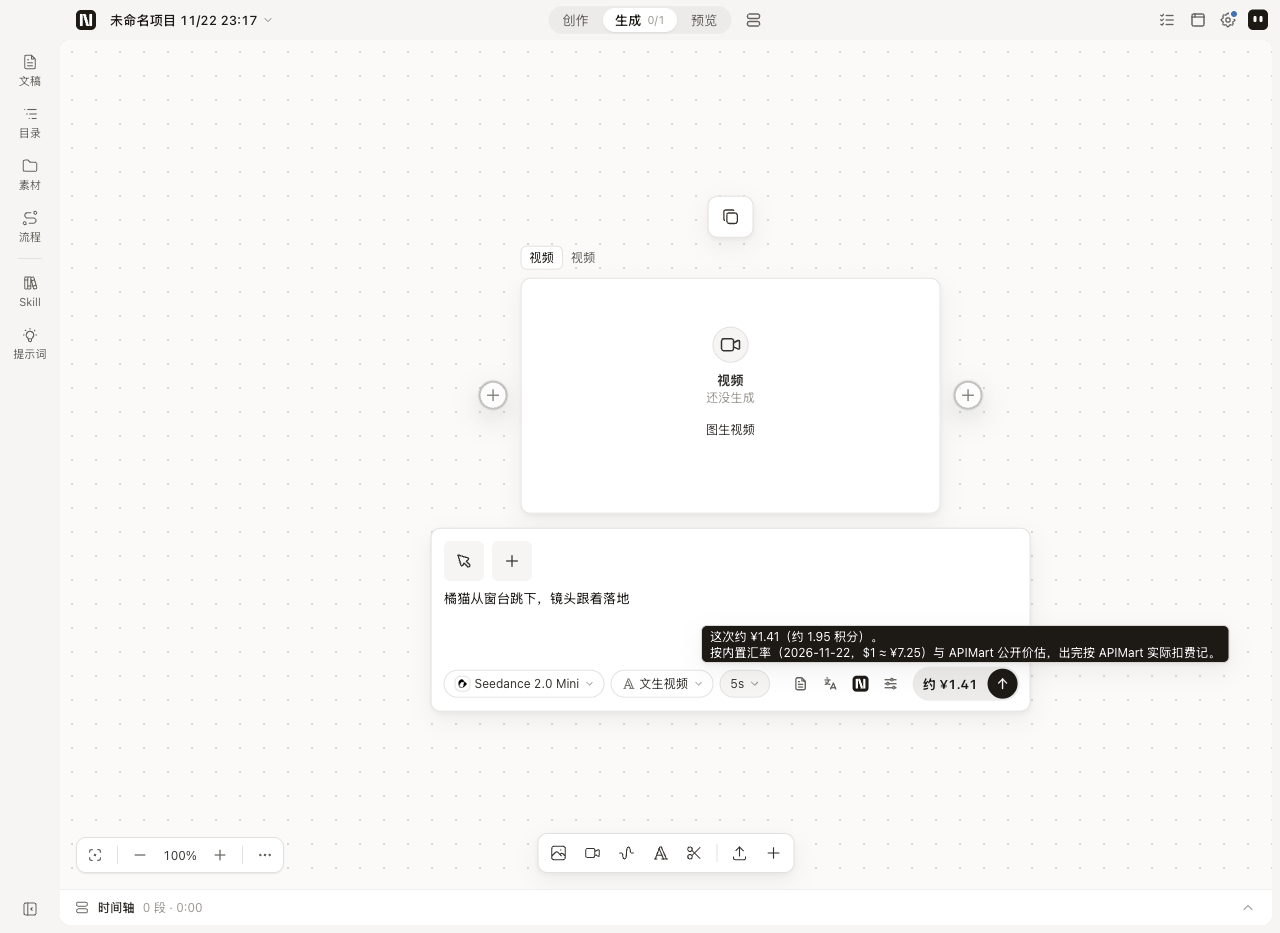 未命名项目 11/22 23:17
创作 生成 0/1 预览
文稿
目录
素材
流程
Skill
提示词
视频 视频
视频
还没生成
图生视频
橘猫从窗台跳下，镜头跟着落地
这次约 ¥1.41（约 1.95 积分）。
按内置汇率（2026-11-22，$1 ≈ ¥7.25）与 APIMart 公开价估，出完按 APIMart 实际扣费记。
Seedance 2.0 Mini 文生视频 5s 约 ¥1.41
100%
时间轴 0 段 · 0:00